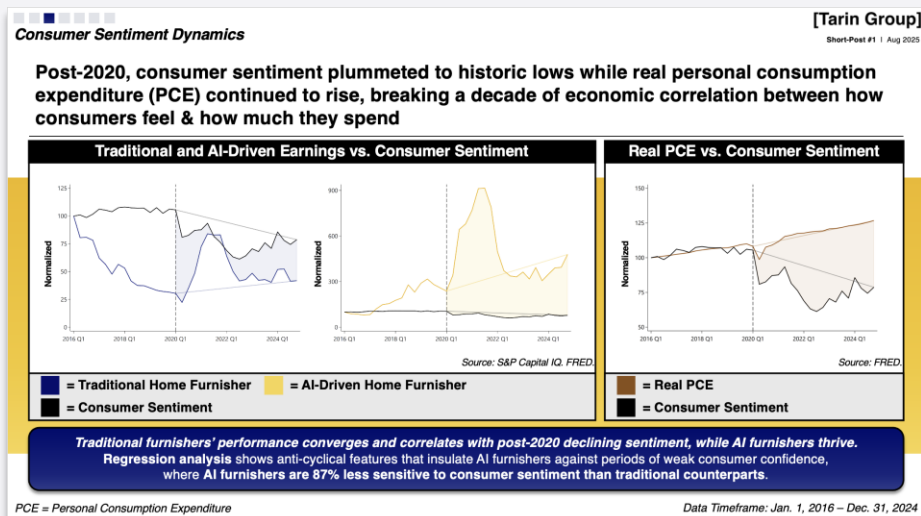 [Tarin Group]
Consumer Sentiment Dynamics
Short-Post #1 | Aug 2025
Post-2020, consumer sentiment plummeted to historic lows while real personal consumption
expenditure (PCE) continued to rise, breaking a decade of economic correlation between how
consumers feel & how much they spend
Traditional and AI-Driven Earnings vs. Consumer Sentiment
125
100
75
50
25
0
Normalized
2016 Q1
2018 Q1
2020 Q1
2022 Q1
2024 Q1
900
600
300
0
Normalized
2016 Q1
2018 Q1
2020 Q1
2022 Q1
2024 Q1
Source: S&P Capital IQ. FRED.
= Traditional Home Furnisher
= AI-Driven Home Furnisher
= Consumer Sentiment
Real PCE vs. Consumer Sentiment
150
125
100
75
50
Normalized
2016 Q1
2018 Q1
2020 Q1
2022 Q1
2024 Q1
Source: FRED.
= Real PCE
= Consumer Sentiment
Traditional furnishers' performance converges and correlates with post-2020 declining sentiment, while AI furnishers thrive.
Regression analysis shows anti-cyclical features that insulate AI furnishers against periods of weak consumer confidence,
where AI furnishers are 87% less sensitive to consumer sentiment than traditional counterparts.
PCE = Personal Consumption Expenditure
Data Timeframe: Jan. 1, 2016 – Dec. 31, 2024